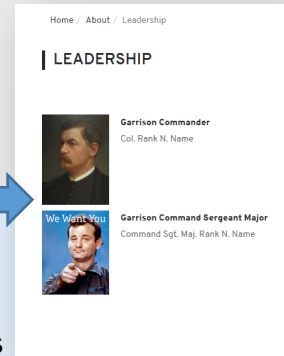 Home / About / Leadership
LEADERSHIP
Garrison Commander
Col. Rank N. Name
We Want You
Garrison Command Sergeant Major
Command Sgt. Maj. Rank N. Name
s